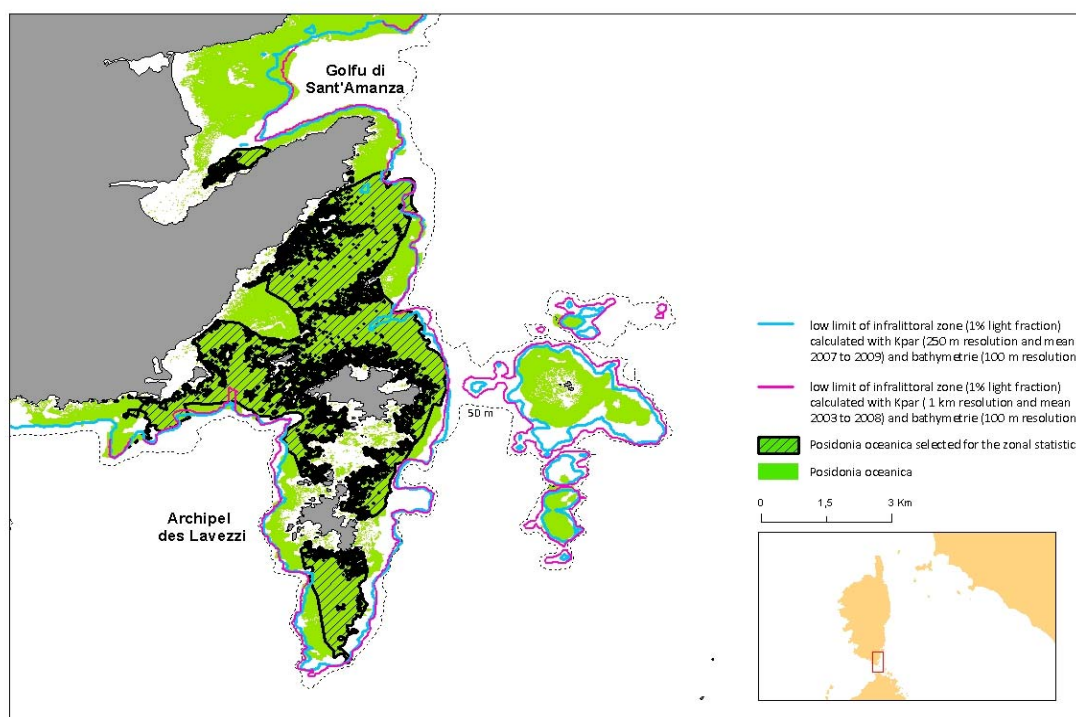 Golfu di
Sant'Amanza
50 m
Archipel
des Lavezzi
low limit of infralittoral zone (1% light fraction)
calculated with Kpar (250 m resolution and mean
2007 to 2009) and bathymetrie (100 m resolution
low limit of infralittoral zone (1% light fraction)
calculated with Kpar ( 1 km resolution and mean
2003 to 2008) and bathymetrie (100 m resolution
Posidonia oceanica selected for the zonal statistic
Posidonia oceanica
0 1,5 3 Km